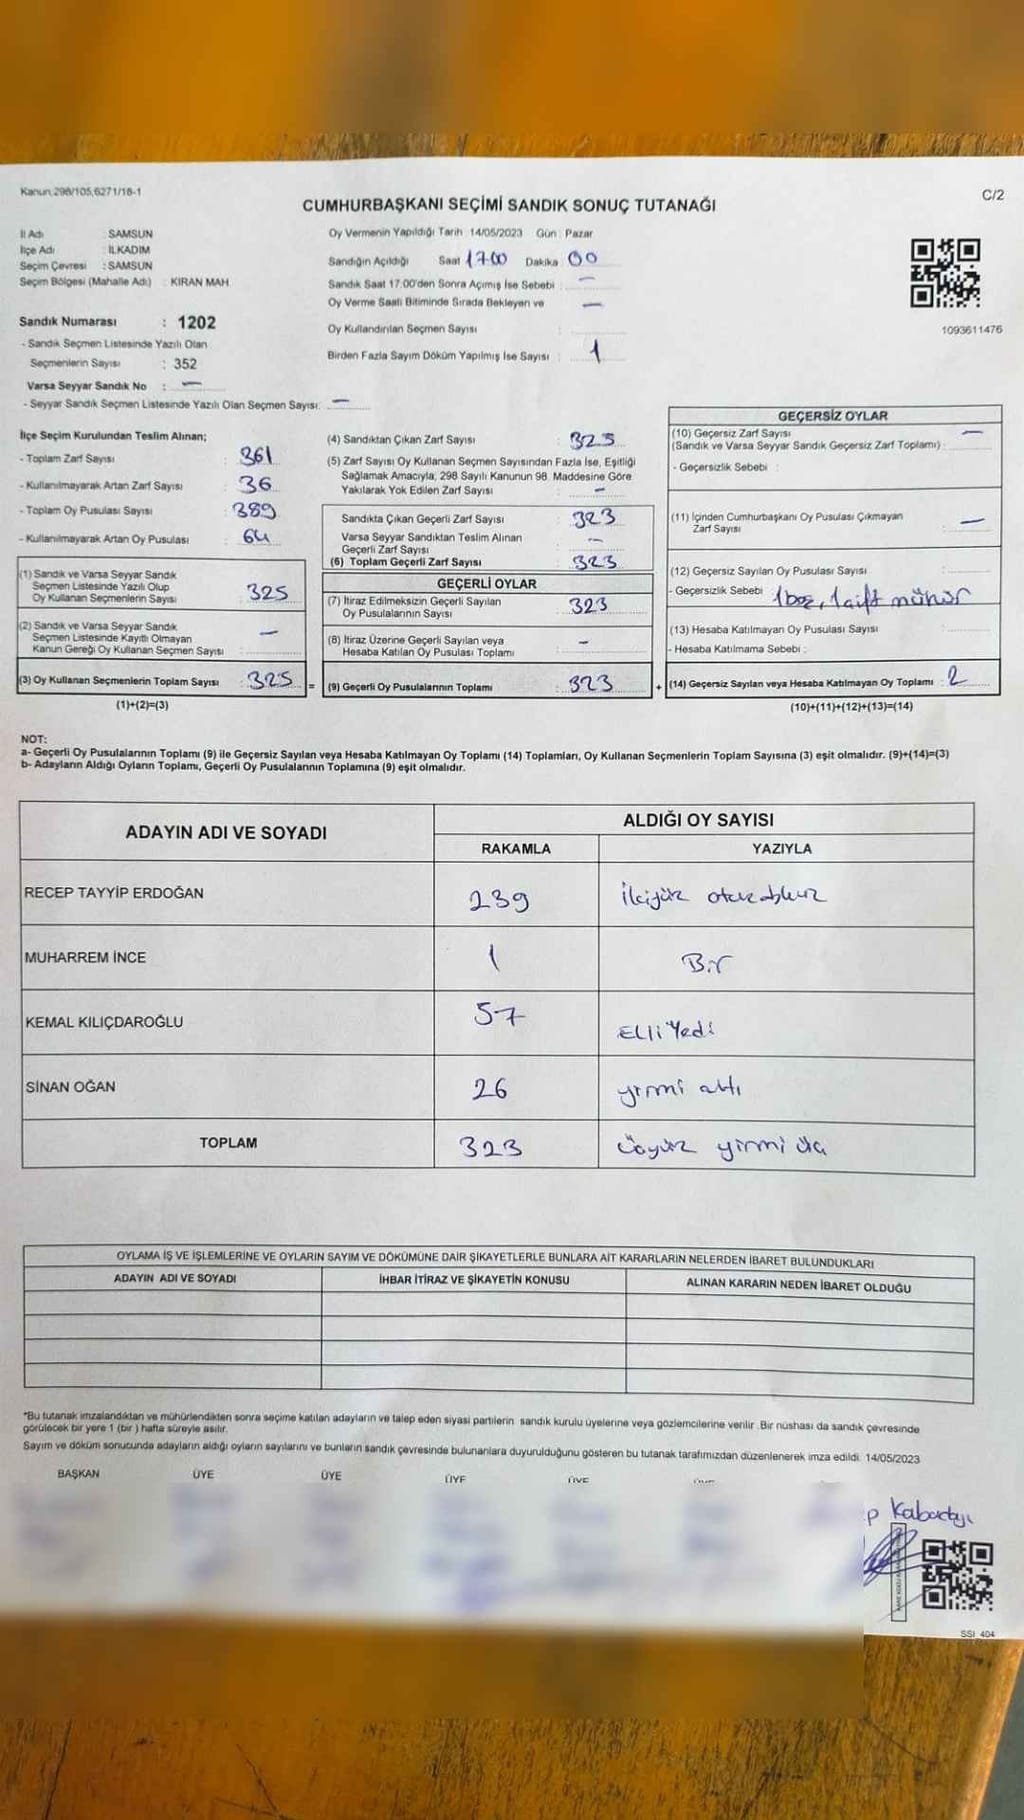 Kanun 298/105,6271/18-1
C/2
CUMHURBAŞKANI SEÇİMİ SANDIK SONUÇ TUTANAĞI
İl Adı : SAMSUN
İlçe Adı : İLKADIM
Seçim Çevresi : SAMSUN
Seçim Bölgesi (Mahalle Adı) : KIRAN MAH.
Sandık Numarası : 1202
- Sandık Seçmen Listesinde Yazılı Olan
Seçmenlerin Sayısı : 352
Varsa Seyyar Sandık No : —
- Seyyar Sandık Seçmen Listesinde Yazılı Olan Seçmen Sayısı: —
Oy Vermenin Yapıldığı Tarih 14/05/2023 Gün : Pazar
Sandığın Açıldığı Saat 1700 Dakika 00
Sandık Saat 17:00'den Sonra Açımış İse Sebebi : —
Oy Verme Saati Bitiminde Sırada Bekleyen ve —
Oy Kullandırılan Seçmen Sayısı :
Birden Fazla Sayım Döküm Yapılmış İse Sayısı : 1
1093611476
İlçe Seçim Kurulundan Teslim Alınan;
- Toplam Zarf Sayısı : 361
- Kullanılmayarak Artan Zarf Sayısı : 36
- Toplam Oy Pusulası Sayısı : 389
- Kullanılmayarak Artan Oy Pusulası : 64
(1) Sandık ve Varsa Seyyar Sandık
Seçmen Listesinde Yazılı Olup
Oy Kullanan Seçmenlerin Sayısı : 325
(2) Sandık ve Varsa Seyyar Sandık
Seçmen Listesinde Kayıtlı Olmayan
Kanun Gereği Oy Kullanan Seçmen Sayısı : —
(3) Oy Kullanan Seçmenlerin Toplam Sayısı : 325 =
(1)+(2)=(3)
(4) Sandıktan Çıkan Zarf Sayısı : 325
(5) Zarf Sayısı Oy Kullanan Seçmen Sayısından Fazla İse, Eşitliği
Sağlamak Amacıyla, 298 Sayılı Kanunun 98. Maddesine Göre
Yakılarak Yok Edilen Zarf Sayısı : —
Sandıkta Çıkan Geçerli Zarf Sayısı : 323
Varsa Seyyar Sandıktan Teslim Alınan
Geçerli Zarf Sayısı : —
(6) Toplam Geçerli Zarf Sayısı : 323
GEÇERLİ OYLAR
(7) İtiraz Edilmeksizin Geçerli Sayılan
Oy Pusulalarının Sayısı : 323
(8) İtiraz Üzerine Geçerli Sayılan veya
Hesaba Katılan Oy Pusulası Toplamı : —
(9) Geçerli Oy Pusulalarının Toplamı : 323 +
GEÇERSİZ OYLAR
(10) Geçersiz Zarf Sayısı
(Sandık ve Varsa Seyyar Sandık Geçersiz Zarf Toplamı) : —
- Geçersizlik Sebebi :
(11) İçinden Cumhurbaşkanı Oy Pusulası Çıkmayan
Zarf Sayısı : —
(12) Geçersiz Sayılan Oy Pusulası Sayısı :
- Geçersizlik Sebebi : 1 boş, 1 çift mühür
(13) Hesaba Katılmayan Oy Pusulası Sayısı :
- Hesaba Katılmama Sebebi :
(14) Geçersiz Sayılan veya Hesaba Katılmayan Oy Toplamı : 2
(10)+(11)+(12)+(13)=(14)
NOT:
a- Geçerli Oy Pusulalarının Toplamı (9) ile Geçersiz Sayılan veya Hesaba Katılmayan Oy Toplamı (14) Toplamları, Oy Kullanan Seçmenlerin Toplam Sayısına (3) eşit olmalıdır. (9)+(14)=(3)
b- Adayların Aldığı Oyların Toplamı, Geçerli Oy Pusulalarının Toplamına (9) eşit olmalıdır.
ADAYIN ADI VE SOYADI
ALDIĞI OY SAYISI
RAKAMLA YAZIYLA
RECEP TAYYİP ERDOĞAN 239 İkiyüz otuzdokuz
MUHARREM İNCE 1 Bir
KEMAL KILIÇDAROĞLU 57 Elli Yedi
SİNAN OĞAN 26 yirmi altı
TOPLAM 323 üçyüz yirmi üç
OYLAMA İŞ VE İŞLEMLERİNE VE OYLARIN SAYIM VE DÖKÜMÜNE DAİR ŞİKAYETLERLE BUNLARA AİT KARARLARIN NELERDEN İBARET BULUNDUKLARI
ADAYIN ADI VE SOYADI İHBAR İTİRAZ VE ŞİKAYETİN KONUSU ALINAN KARARIN NEDEN İBARET OLDUĞU
*Bu tutanak imzalandıktan ve mühürlendikten sonra seçime katılan adayların ve talep eden siyasi partilerin sandık kurulu üyelerine veya gözlemcilerine verilir. Bir nüshası da sandık çevresinde
görülecek bir yere 1 (bir) hafta süreyle asılır.
Sayım ve döküm sonucunda adayların aldığı oyların sayılarını ve bunların sandık çevresinde bulunanlara duyurulduğunu gösteren bu tutanak tarafımızdan düzenlenerek imza edildi. 14/05/2023
BAŞKAN ÜYE ÜYE ÜYE ÜYE
p Kabadayı
SSI 404